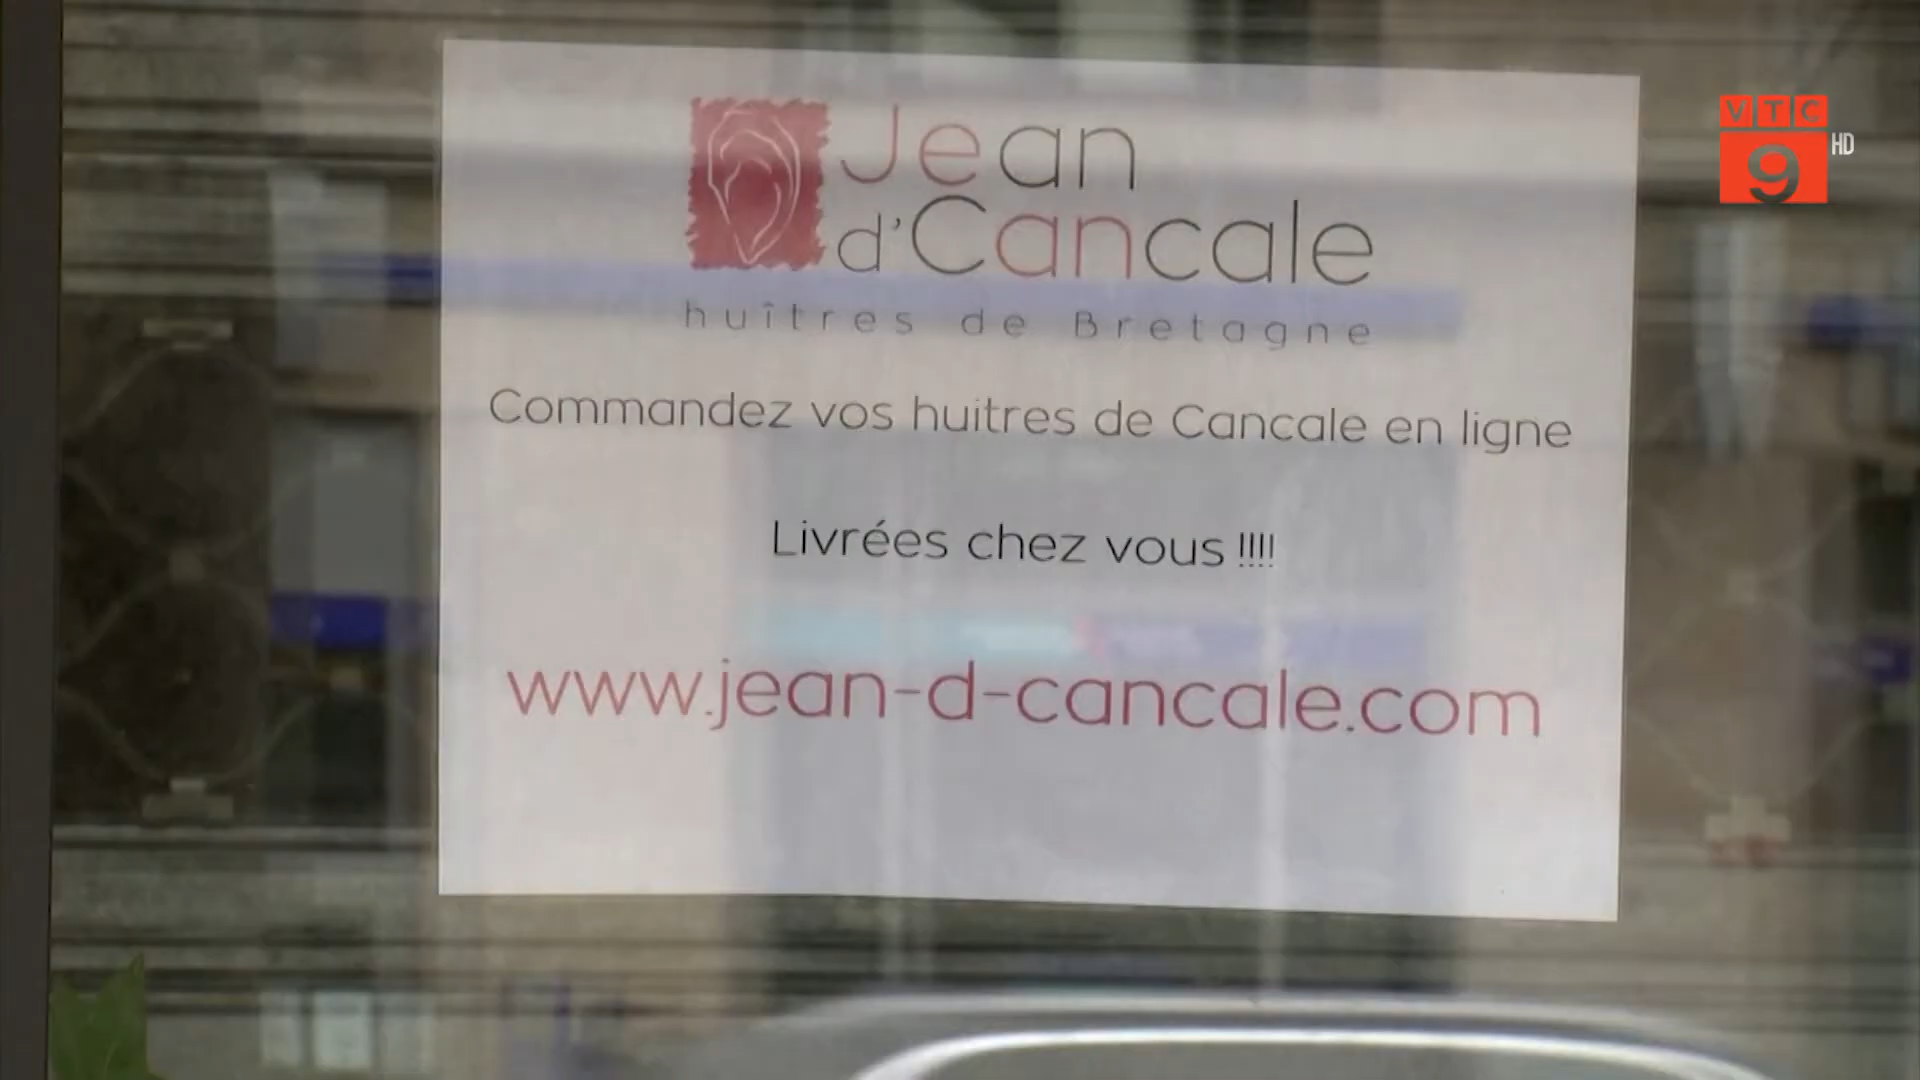 Jean
d'Cancale
huîtres de Bretagne
Commandez vos huitres de Cancale en ligne
Livrées chez vous !!!!
www.jean-d-cancale.com
VTC
9 HD